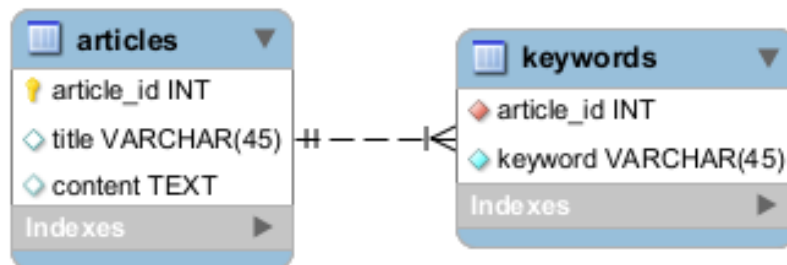 articles
article_id INT
title VARCHAR(45)
content TEXT
Indexes
keywords
article_id INT
keyword VARCHAR(45)
Indexes